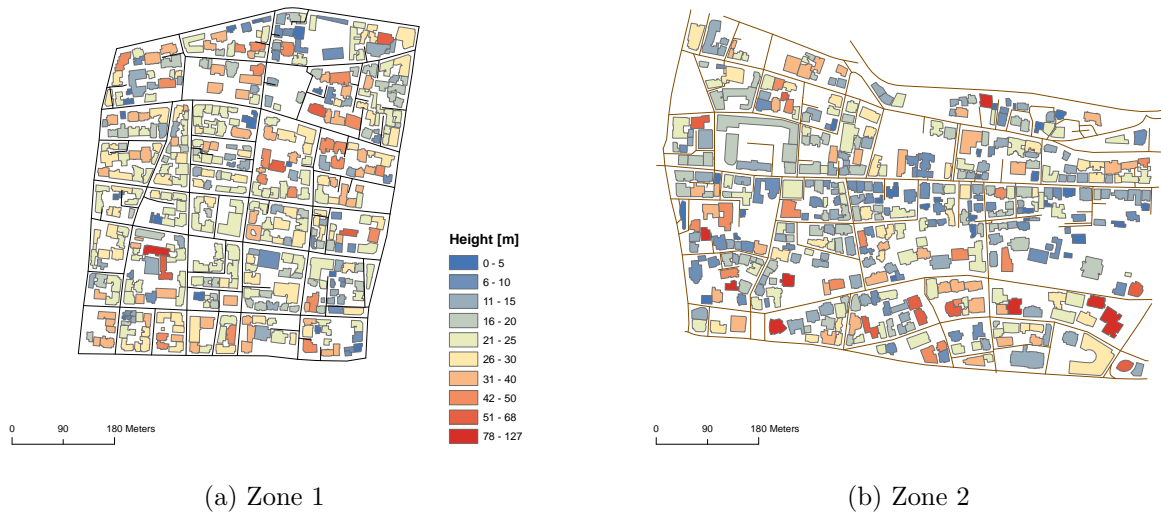 Height [m]
0 - 5
6 - 10
11 - 15
16 - 20
21 - 25
26 - 30
31 - 40
42 - 50
51 - 68
78 - 127
0 90 180 Meters
0 90 180 Meters
(a) Zone 1
(b) Zone 2